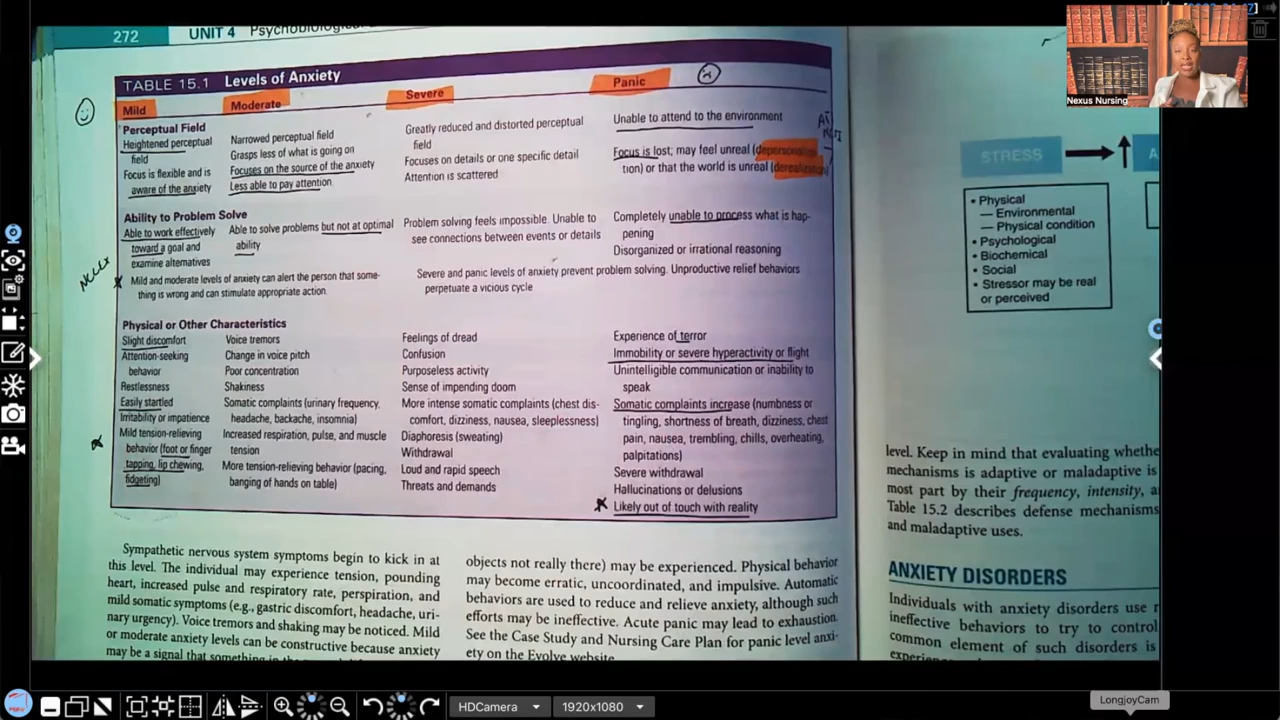 272 UNIT 4
TABLE 15.1 Levels of Anxiety
Mild Moderate Severe Panic
Perceptual Field
Heightened perceptual
field
Focus is flexible and is
aware of the anxiety
Narrowed perceptual field
Grasps less of what is going on
Focuses on the source of the anxiety
Less able to pay attention
Greatly reduced and distorted perceptual
field
Focuses on details or one specific detail
Attention is scattered
Unable to attend to the environment
Focus is lost; may feel unreal (depersonaliza-
tion) or that the world is unreal (derealization)
Ability to Problem Solve
Able to work effectively
toward a goal and
examine alternatives
Able to solve problems but not at optimal
ability
Problem solving feels impossible. Unable to
see connections between events or details
Completely unable to process what is hap-
pening
Disorganized or irrational reasoning
NCLEX
Mild and moderate levels of anxiety can alert the person that some-
thing is wrong and can stimulate appropriate action.
Severe and panic levels of anxiety prevent problem solving. Unproductive relief behaviors
perpetuate a vicious cycle
Physical or Other Characteristics
Slight discomfort
Attention-seeking
behavior
Restlessness
Easily startled
Irritability or impatience
Mild tension-relieving
behavior (foot or finger
tapping, lip chewing,
fidgeting)
Voice tremors
Change in voice pitch
Poor concentration
Shakiness
Somatic complaints (urinary frequency,
headache, backache, insomnia)
Increased respiration, pulse, and muscle
tension
More tension-relieving behavior (pacing,
banging of hands on table)
Feelings of dread
Confusion
Purposeless activity
Sense of impending doom
More intense somatic complaints (chest dis-
comfort, dizziness, nausea, sleeplessness)
Diaphoresis (sweating)
Withdrawal
Loud and rapid speech
Threats and demands
Experience of terror
Immobility or severe hyperactivity or flight
Unintelligible communication or inability to
speak
Somatic complaints increase (numbness or
tingling, shortness of breath, dizziness, chest
pain, nausea, trembling, chills, overheating,
palpitations)
Severe withdrawal
Hallucinations or delusions
Likely out of touch with reality
Sympathetic nervous system symptoms begin to kick in at
this level. The individual may experience tension, pounding
heart, increased pulse and respiratory rate, perspiration, and
mild somatic symptoms (e.g., gastric discomfort, headache, uri-
nary urgency). Voice tremors and shaking may be noticed. Mild
or moderate anxiety levels can be constructive because anxiety
may be a signal that something in the
objects not really there) may be experienced. Physical behavior
may become erratic, uncoordinated, and impulsive. Automatic
behaviors are used to reduce and relieve anxiety, although such
efforts may be ineffective. Acute panic may lead to exhaustion.
See the Case Study and Nursing Care Plan for panic level anxi-
ety on the Evolve website.
STRESS
• Physical
— Environmental
— Physical condition
• Psychological
• Biochemical
• Social
• Stressor may be real
or perceived
level. Keep in mind that evaluating
mechanisms is adaptive or maladaptive is
most part by their frequency, intensity,
Table 15.2 describes defense mechanisms
and maladaptive uses.
ANXIETY DISORDERS
Individuals with anxiety disorders use
ineffective behaviors to try to control
common element of such disorders is
Nexus Nursing
HDCamera
1920x1080
LongjoyCam